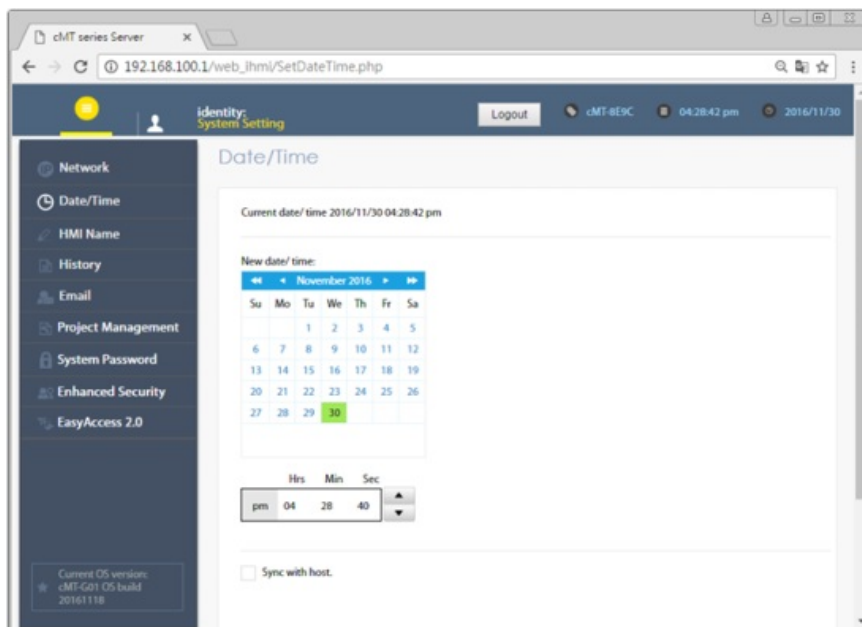 cMT series Server
192.168.100.1/web_ihmi/SetDateTime.php
identity:
System Setting
Logout
cMT-8E9C
04:28:42 pm
2016/11/30
Network
Date/Time
HMI Name
History
Email
Project Management
System Password
Enhanced Security
EasyAccess 2.0
Current OS version:
cMT-G01 OS build
20161118
Date/Time
Current date/ time 2016/11/30 04:28:42 pm
New date/ time:
November 2016
Su Mo Tu We Th Fr Sa
1 2 3 4 5
6 7 8 9 10 11 12
13 14 15 16 17 18 19
20 21 22 23 24 25 26
27 28 29 30
Hrs Min Sec
pm 04 28 40
Sync with host.